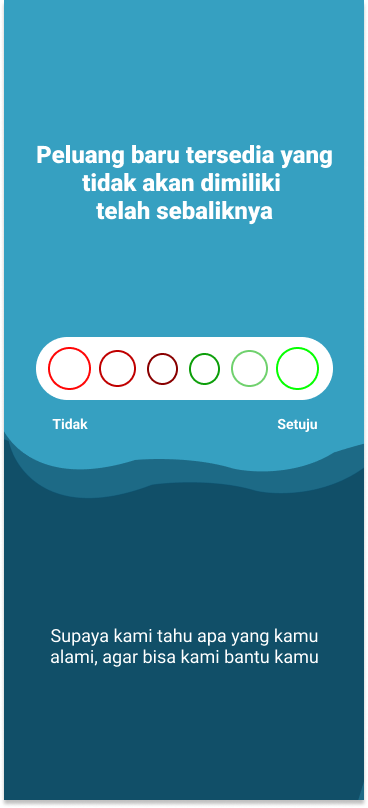 Peluang baru tersedia yang
tidak akan dimiliki
telah sebaliknya
Tidak
Setuju
Supaya kami tahu apa yang kamu
alami, agar bisa kami bantu kamu